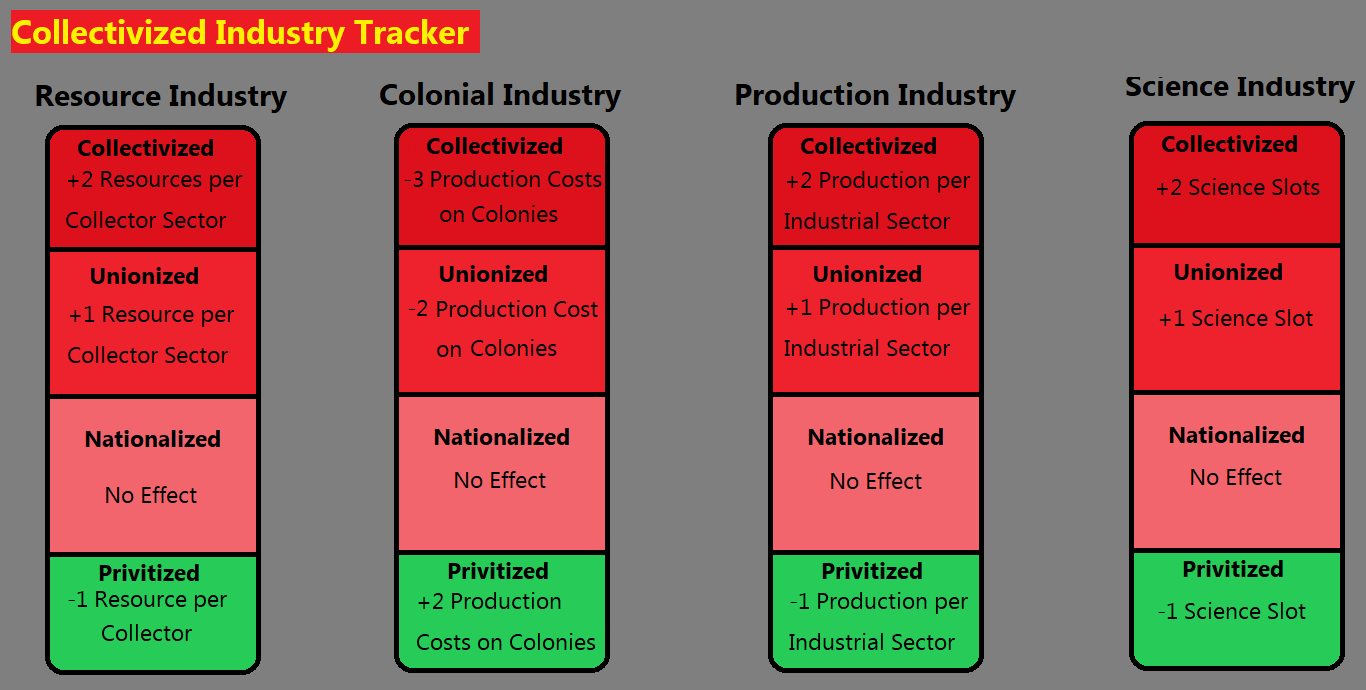 Collectivized Industry Tracker
Resource Industry
Collectivized
+2 Resources per
Collector Sector
Unionized
+1 Resource per
Collector Sector
Nationalized
No Effect
Privitized
-1 Resource per
Collector
Colonial Industry
Collectivized
-3 Production Costs
on Colonies
Unionized
-2 Production Cost
on Colonies
Nationalized
No Effect
Privitized
+2 Production
Costs on Colonies
Production Industry
Collectivized
+2 Production per
Industrial Sector
Unionized
+1 Production per
Industrial Sector
Nationalized
No Effect
Privitized
-1 Production per
Industrial Sector
Science Industry
Collectivized
+2 Science Slots
Unionized
+1 Science Slot
Nationalized
No Effect
Privitized
-1 Science Slot